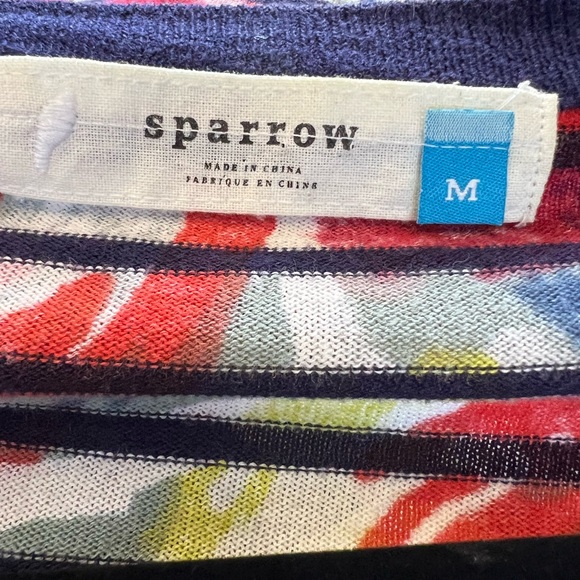 sparrow
MADE IN CHINA
FABRIQUE EN CHINE
M